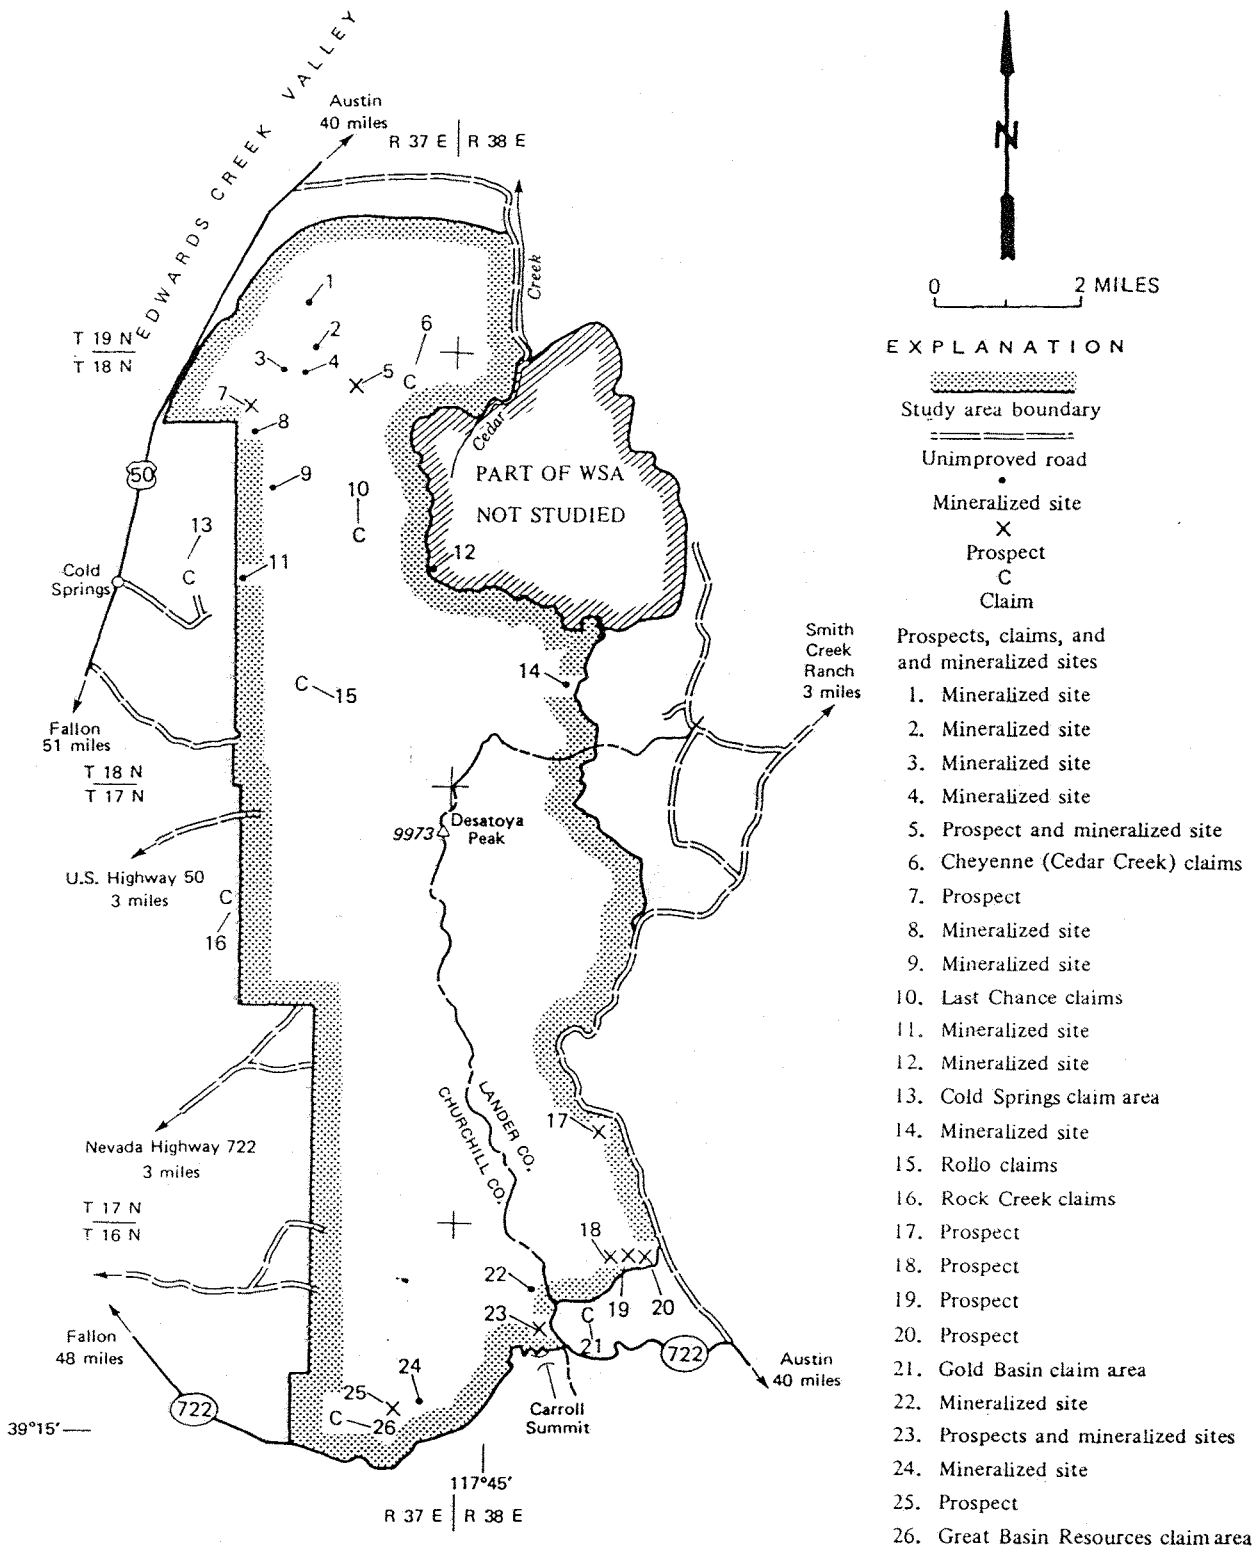 EDWARDS CREEK VALLEY
Austin
40 miles
R 37 E | R 38 E
N
0 2 MILES
Creek
1
2
3
4
5
6
7
8
T 19 N
T 18 N
Cedar
PART OF WSA
NOT STUDIED
50
9
10
C
C
13
C
11
12
Cold
Springs
14
C
15
Smith
Creek
Ranch
3 miles
Fallon
51 miles
T 18 N
T 17 N
9973
Desatoya
Peak
U.S. Highway 50
3 miles
C
16
LANDER CO.
CHURCHILL CO.
17
Nevada Highway 722
3 miles
T 17 N
T 16 N
18
19
20
22
23
C
21
722
Austin
40 miles
Fallon
48 miles
722
24
25
C
26
Carroll
Summit
39°15'
117°45'
R 37 E | R 38 E
EXPLANATION
Study area boundary
Unimproved road
Mineralized site
X
Prospect
C
Claim
Prospects, claims, and
and mineralized sites
1. Mineralized site
2. Mineralized site
3. Mineralized site
4. Mineralized site
5. Prospect and mineralized site
6. Cheyenne (Cedar Creek) claims
7. Prospect
8. Mineralized site
9. Mineralized site
10. Last Chance claims
11. Mineralized site
12. Mineralized site
13. Cold Springs claim area
14. Mineralized site
15. Rollo claims
16. Rock Creek claims
17. Prospect
18. Prospect
19. Prospect
20. Prospect
21. Gold Basin claim area
22. Mineralized site
23. Prospects and mineralized sites
24. Mineralized site
25. Prospect
26. Great Basin Resources claim area